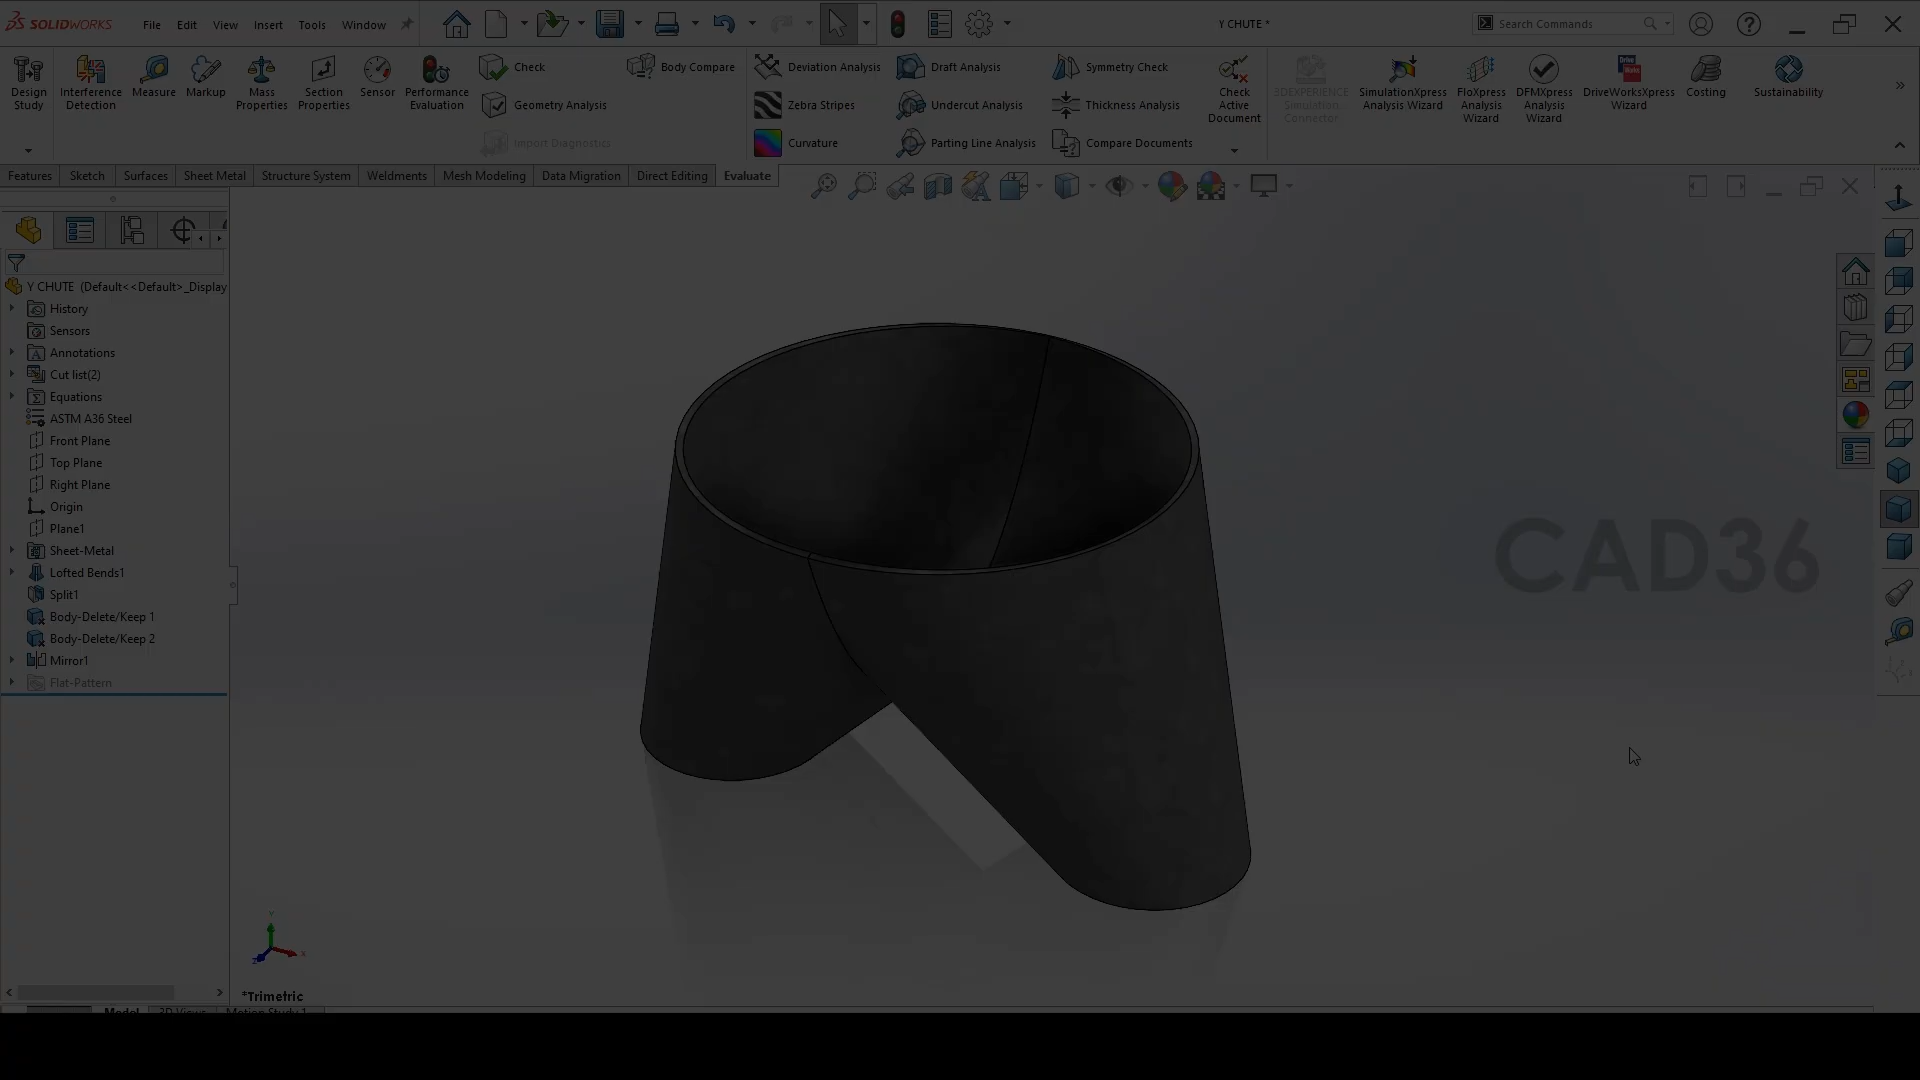 SOLIDWORKS File Edit View Insert Tools Window Y CHUTE * Search Commands
Design Study Interference Detection Measure Markup Mass Properties Section Properties Sensor Performance Evaluation Check Body Compare Deviation Analysis Draft Analysis Symmetry Check Check Active Document 3DEXPERIENCE Simulation Connector SimulationXpress Analysis Wizard FloXpress Analysis Wizard DFMXpress Analysis Wizard DriveWorksXpress Wizard Costing Sustainability
Geometry Analysis Zebra Stripes Undercut Analysis Thickness Analysis
Import Diagnostics Curvature Parting Line Analysis Compare Documents
Features Sketch Surfaces Sheet Metal Structure System Weldments Mesh Modeling Data Migration Direct Editing Evaluate
Y CHUTE (Default<<Default>_Display
History
Sensors
Annotations
Cut list(2)
Equations
ASTM A36 Steel
Front Plane
Top Plane
Right Plane
Origin
Plane1
Sheet-Metal
Lofted Bends1
Split1
Body-Delete/Keep 1
Body-Delete/Keep 2
Mirror1
Flat-Pattern
CAD36
Y
X
Z
*Trimetric
Model 3D Views Motion Study 1